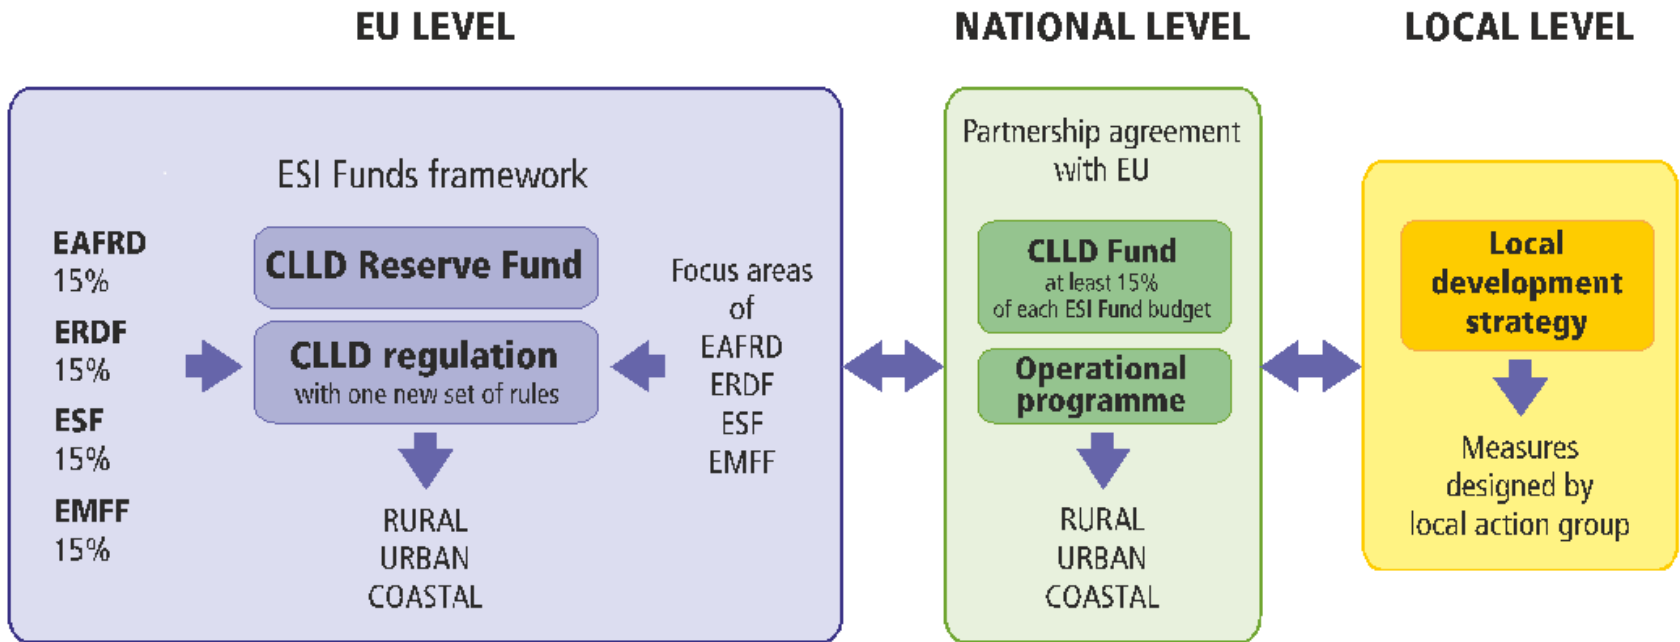 EU LEVEL
ESI Funds framework
EAFRD
15%
ERDF
15%
ESF
15%
EMFF
15%
CLLD Reserve Fund
CLLD regulation
with one new set of rules
RURAL
URBAN
COASTAL
Focus areas
of
EAFRD
ERDF
ESF
EMFF
NATIONAL LEVEL
Partnership agreement
with EU
CLLD Fund
at least 15%
of each ESI Fund budget
Operational
programme
RURAL
URBAN
COASTAL
LOCAL LEVEL
Local
development
strategy
Measures
designed by
local action group